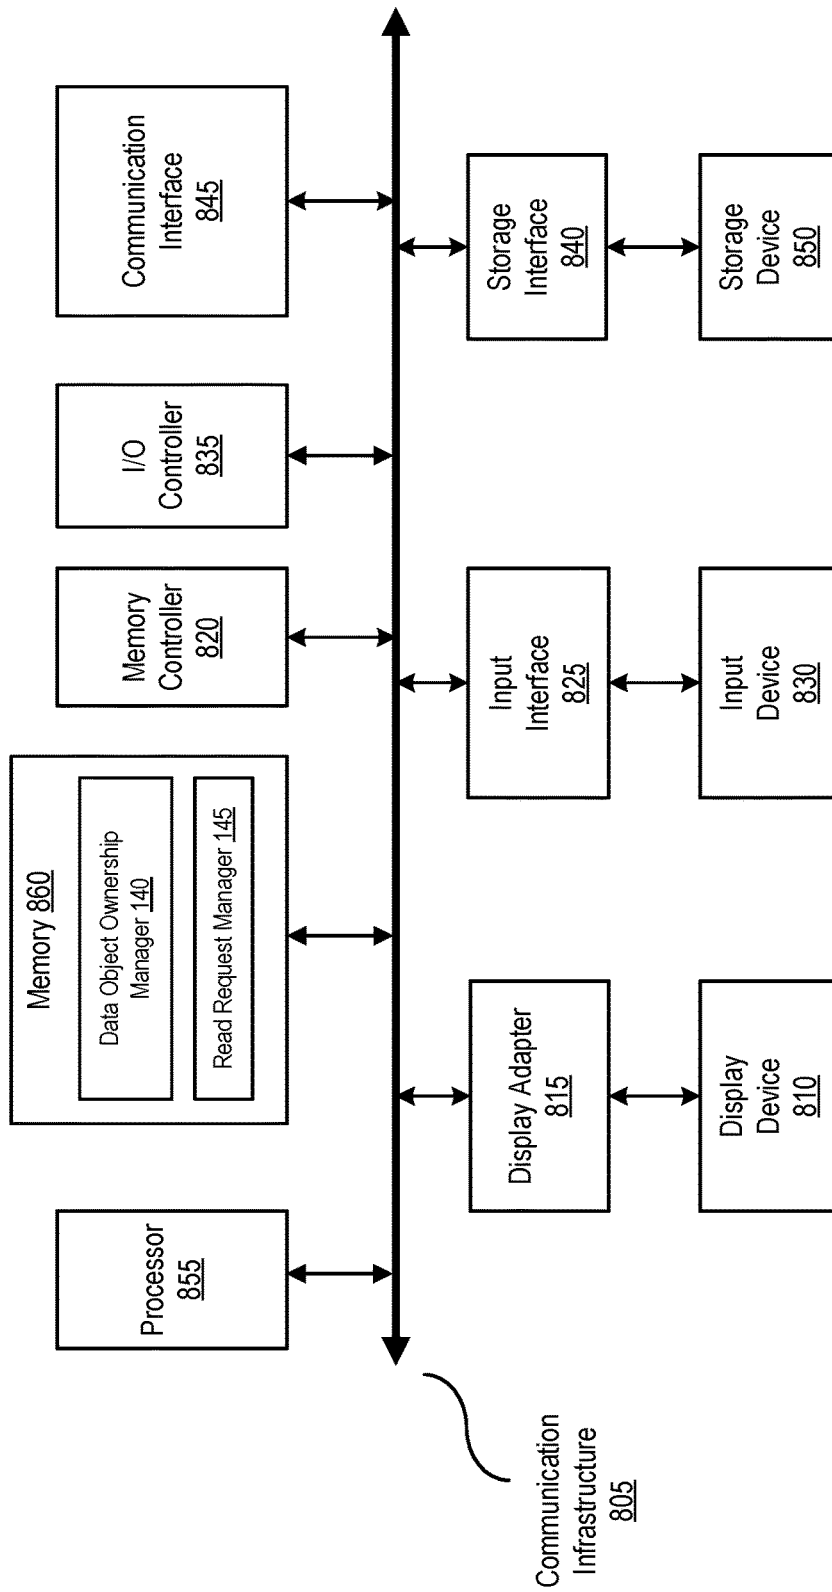 Processor
855
Memory 860
Data Object Ownership
Manager 140
Read Request Manager 145
Memory
Controller
820
I/O
Controller
835
Communication
Interface
845
Communication
Infrastructure
805
Display Adapter
815
Input
Interface
825
Storage
Interface
840
Display
Device
810
Input
Device
830
Storage
Device
850